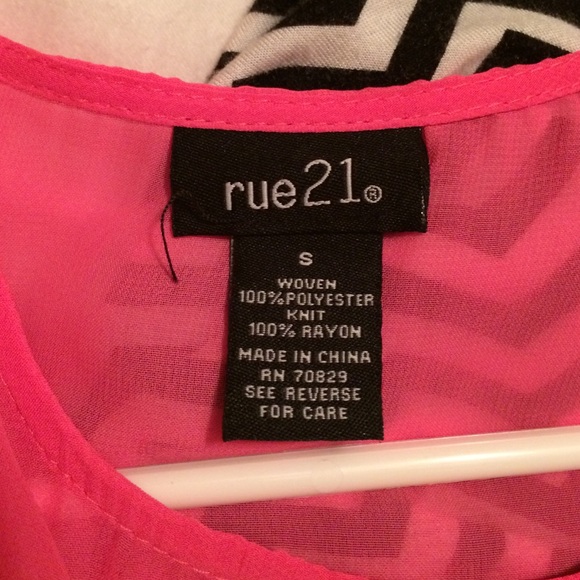 rue21®
S
WOVEN
100%POLYESTER
KNIT
100% RAYON
MADE IN CHINA
RN 70829
SEE REVERSE
FOR CARE